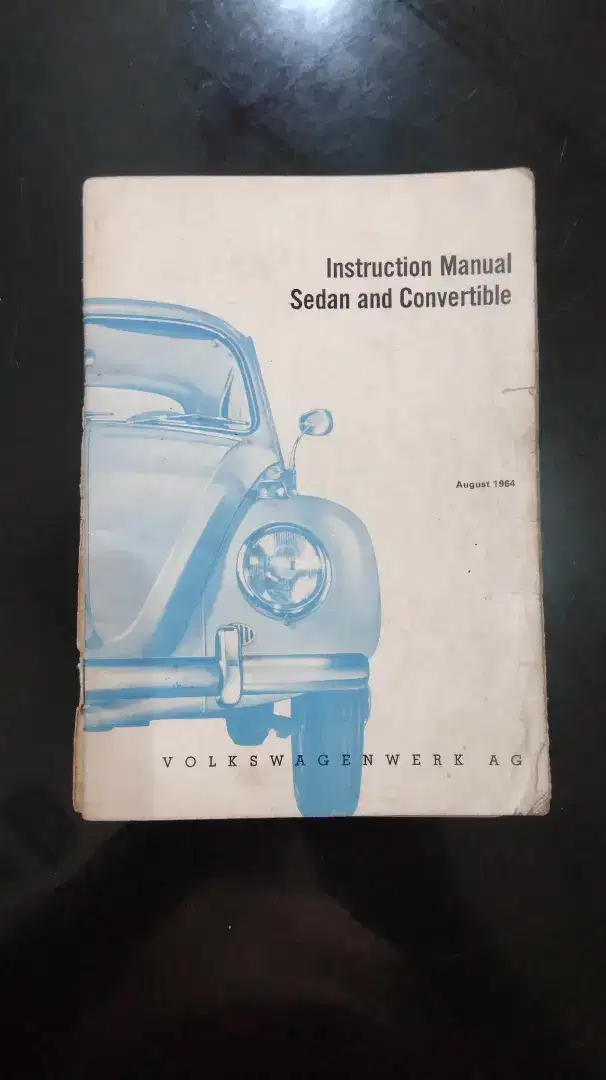 Instruction Manual
Sedan and Convertible
August 1964
VOLKSWAGENWERK AG